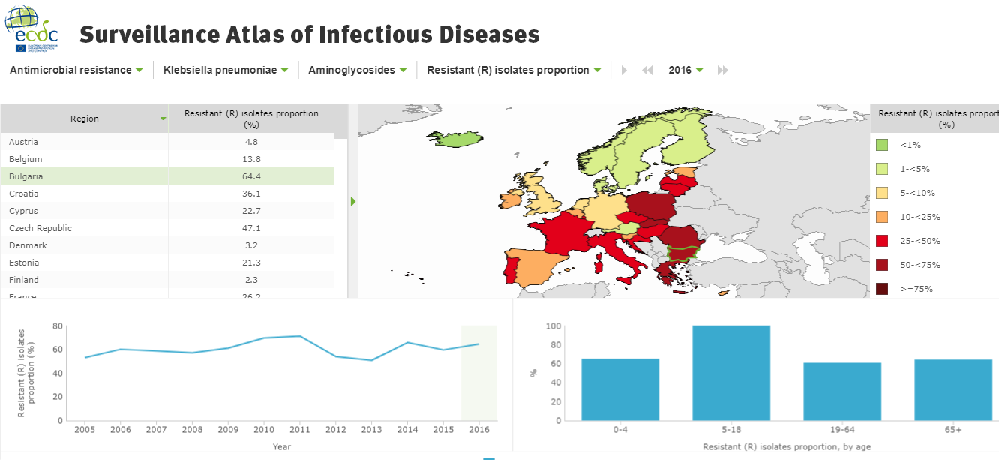 ecdc
EUROPEAN CENTRE FOR
DISEASE PREVENTION
AND CONTROL
Surveillance Atlas of Infectious Diseases
Antimicrobial resistance Klebsiella pneumoniae Aminoglycosides Resistant (R) isolates proportion 2016
Region Resistant (R) isolates proportion
(%)
Austria 4.8
Belgium 13.8
Bulgaria 64.4
Croatia 36.1
Cyprus 22.7
Czech Republic 47.1
Denmark 3.2
Estonia 21.3
Finland 2.3
France 26.2
Resistant (R) isolates proport
(%)
<1%
1-<5%
5-<10%
10-<25%
25-<50%
50-<75%
>=75%
Resistant (R) isolates
proportion (%)
80
60
40
20
0
2005 2006 2007 2008 2009 2010 2011 2012 2013 2014 2015 2016
Year
%
100
80
60
40
20
0
0-4 5-18 19-64 65+
Resistant (R) isolates proportion, by age